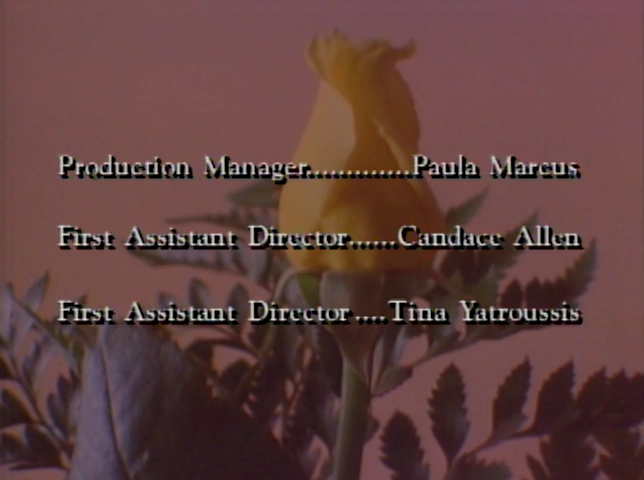 Production Manager.............Paula Marcus
First Assistant Director......Candace Allen
First Assistant Director....Tina Yatroussis